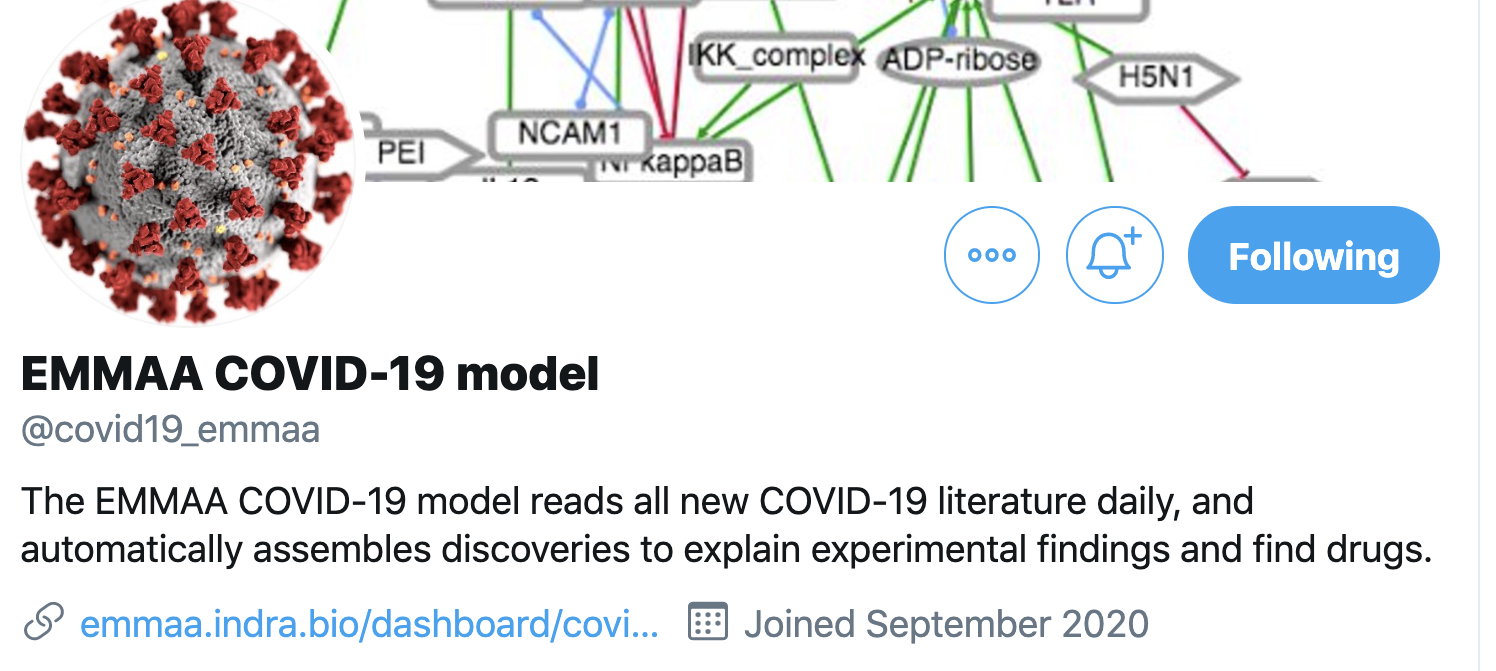 IKK_complex
ADP-ribose
H5N1
NCAM1
PEI
kappaB
Following
EMMAA COVID-19 model
@covid19_emmaa
The EMMAA COVID-19 model reads all new COVID-19 literature daily, and
automatically assembles discoveries to explain experimental findings and find drugs.
emmaa.indra.bio/dashboard/covi... Joined September 2020